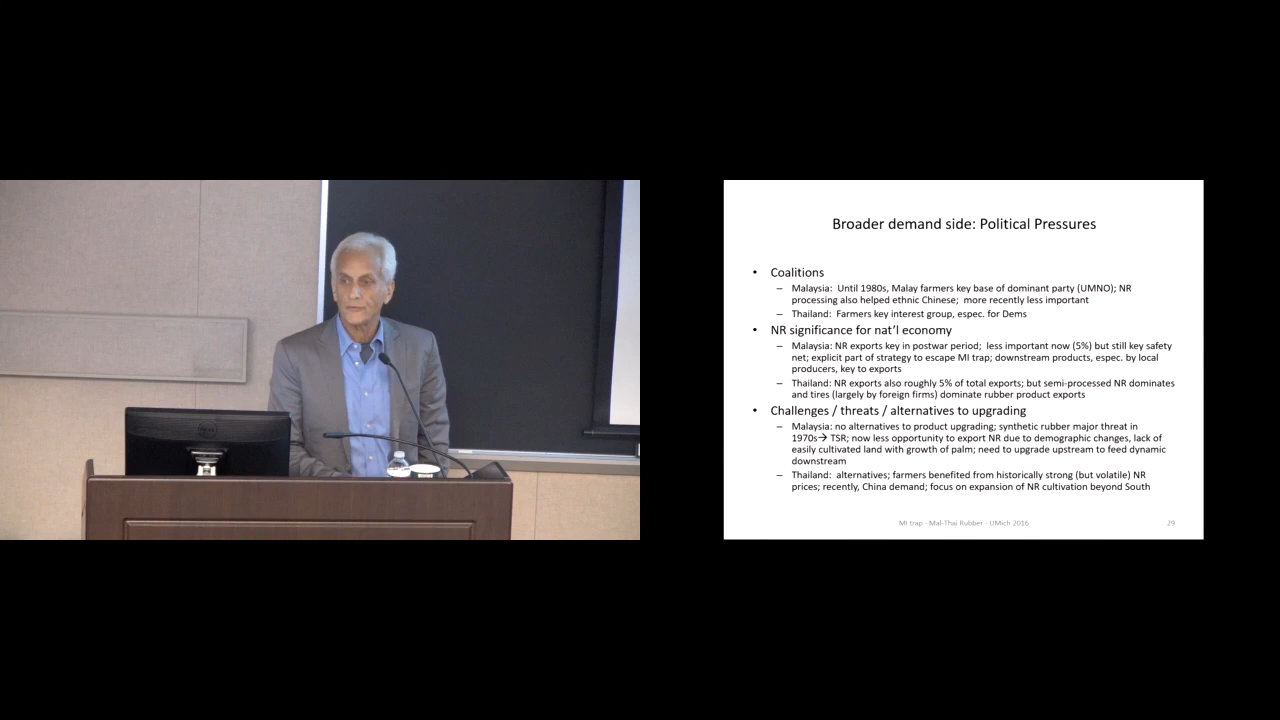 Broader demand side: Political Pressures
• Coalitions
– Malaysia: Until 1980s, Malay farmers key base of dominant party (UMNO); NR
processing also helped ethnic Chinese; more recently less important
– Thailand: Farmers key interest group, espec. for Dems
• NR significance for nat'l economy
– Malaysia: NR exports key in postwar period; less important now (5%) but still key safety
net; explicit part of strategy to escape MI trap; downstream products, espec. by local
producers, key to exports
– Thailand: NR exports also roughly 5% of total exports; but semi-processed NR dominates
and tires (largely by foreign firms) dominate rubber product exports
• Challenges / threats / alternatives to upgrading
– Malaysia: no alternatives to product upgrading; synthetic rubber major threat in
1970s→ TSR; now less opportunity to export NR due to demographic changes, lack of
easily cultivated land with growth of palm; need to upgrade upstream to feed dynamic
downstream
– Thailand: alternatives; farmers benefited from historically strong (but volatile) NR
prices; recently, China demand; focus on expansion of NR cultivation beyond South
MI trap - Mal-Thai Rubber - UMich 2016
29